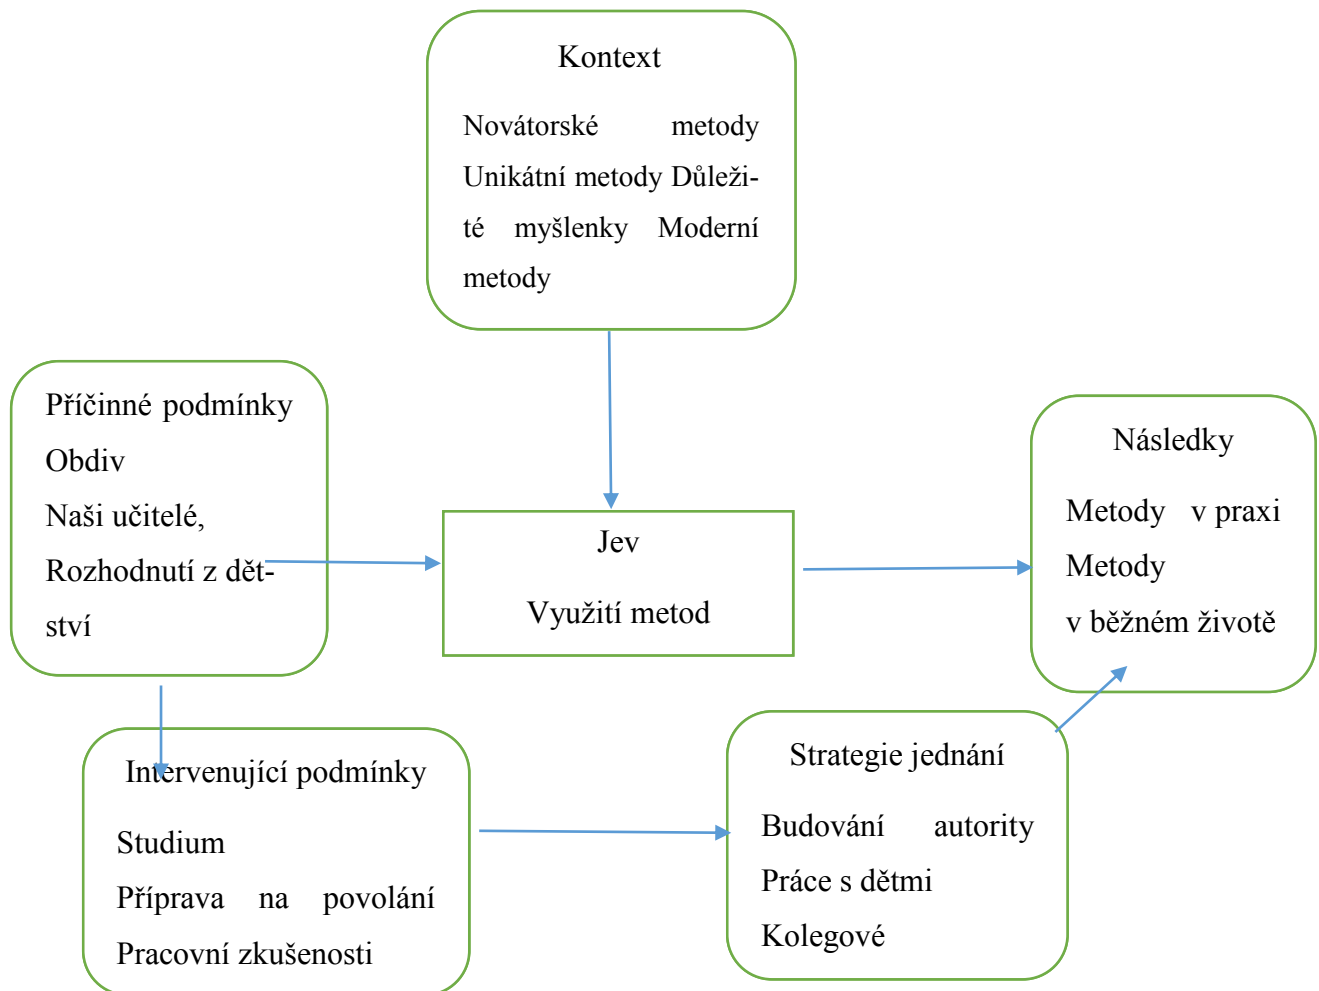 Kontext
Novátorské metody
Unikátní metody Důleži-
té myšlenky Moderní
metody
Příčinné podmínky
Obdiv
Naši učitelé,
Rozhodnutí z dět-
ství
Jev
Využití metod
Následky
Metody v praxi
Metody
v běžném životě
Intervenující podmínky
Studium
Příprava na povolání
Pracovní zkušenosti
Strategie jednání
Budování autority
Práce s dětmi
Kolegové